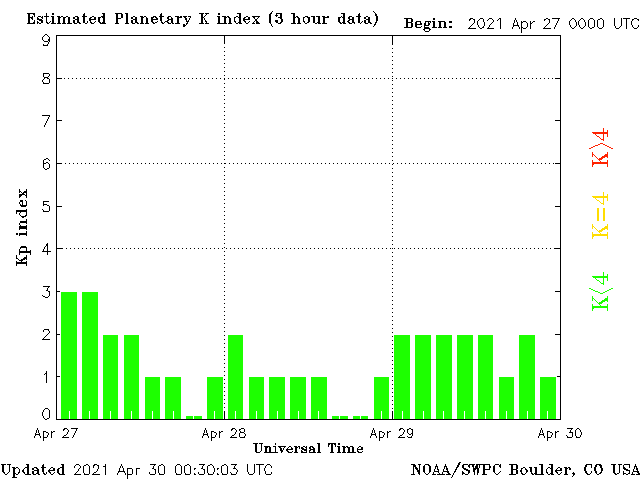 Estimated Planetary K index (3 hour data) Begin: 2021 Apr 27 0000 UTC
9
8
7
6
5
4
3
2
1
0
Kp index
K>4
K=4
K<4
Apr 27 Apr 28 Apr 29 Apr 30
Universal Time
Updated 2021 Apr 30 00:30:03 UTC NOAA/SWPC Boulder, CO USA